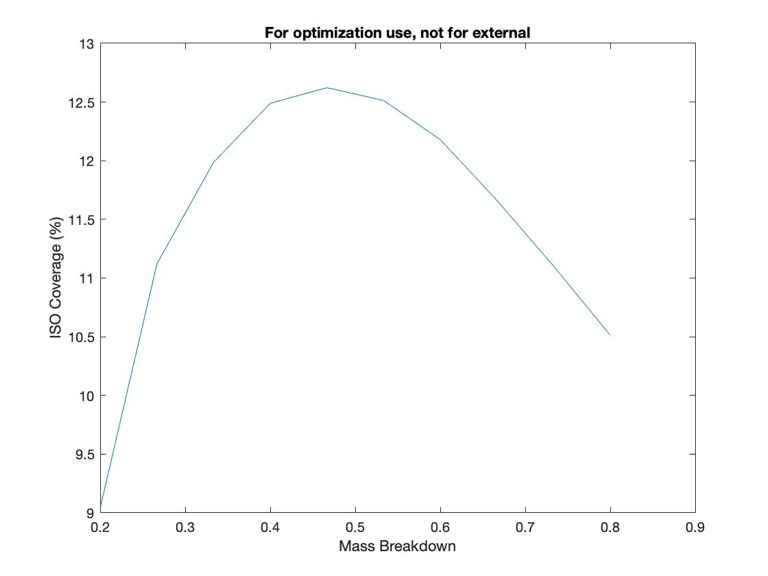 For optimization use, not for external
13
12.5
12
11.5
11
10.5
10
9.5
9
ISO Coverage (%)
0.2 0.3 0.4 0.5 0.6 0.7 0.8 0.9
Mass Breakdown